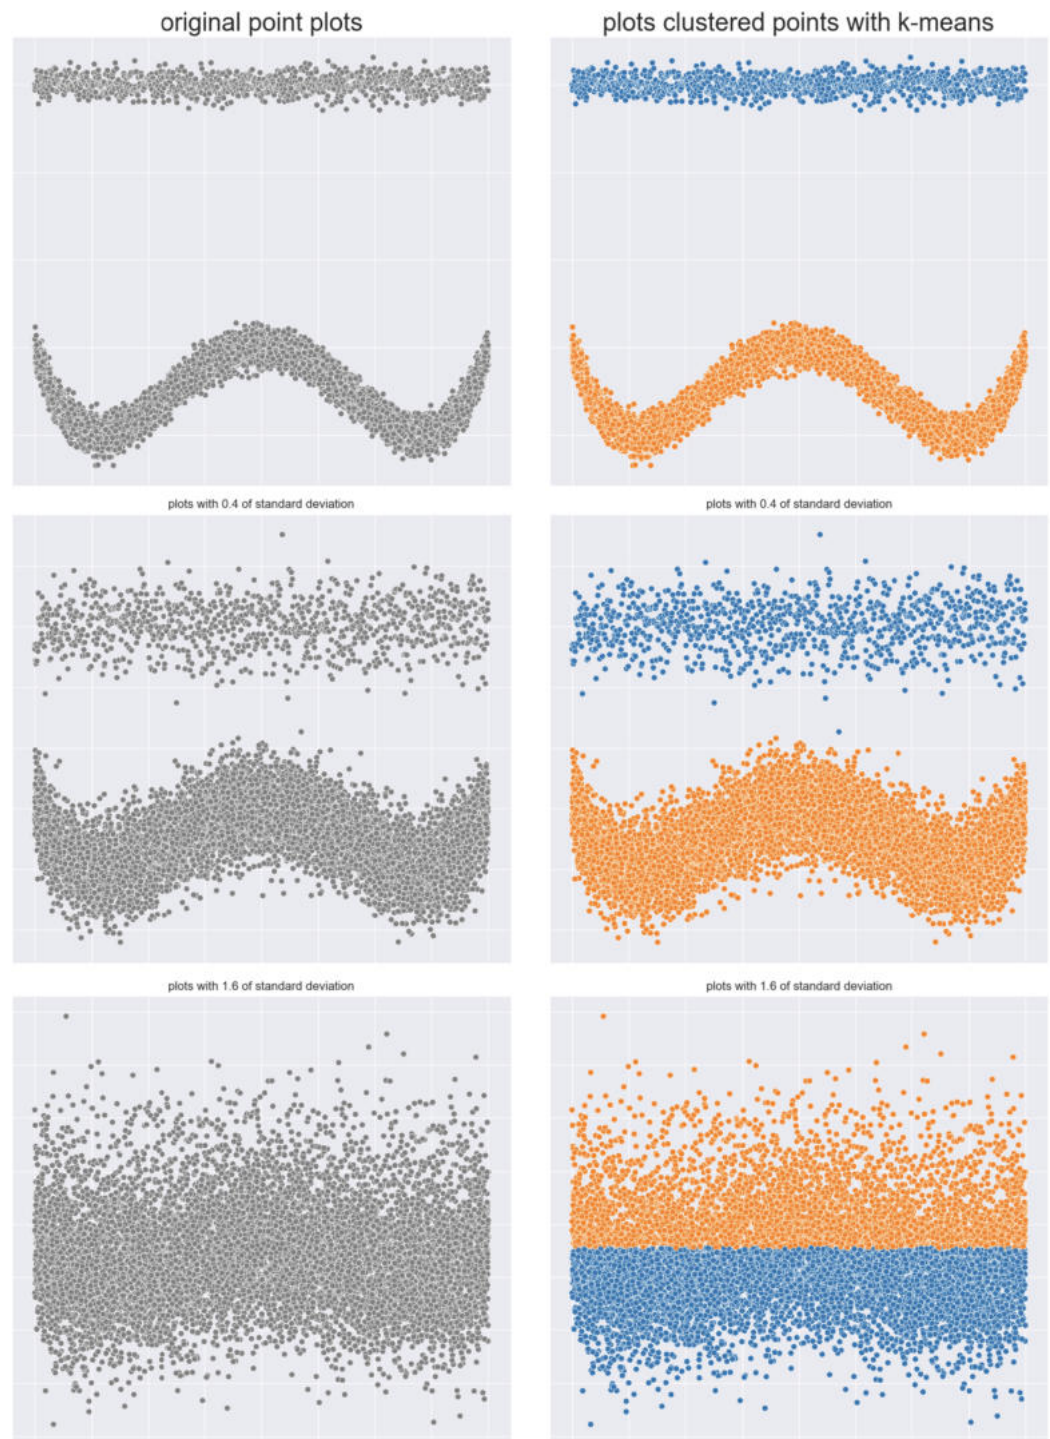 original point plots
plots clustered points with k-means
plots with 0.4 of standard deviation
plots with 0.4 of standard deviation
plots with 1.6 of standard deviation
plots with 1.6 of standard deviation